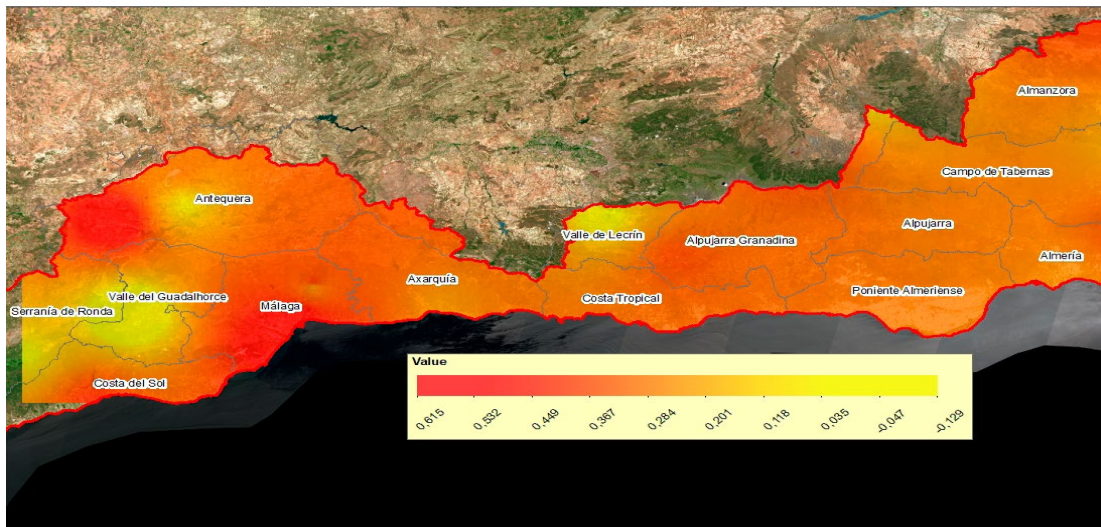 Almanzora
Campo de Tabernas
Antequera
Alpujarra
Valle de Lecrín
Alpujarra Granadina
Almería
Axarquía
Poniente Almeriense
Valle del Guadalhorce
Costa Tropical
Málaga
Serranía de Ronda
Costa del Sol
Value
0,615 0,532 0,449 0,367 0,284 0,201 0,118 0,035 -0,047 -0,129